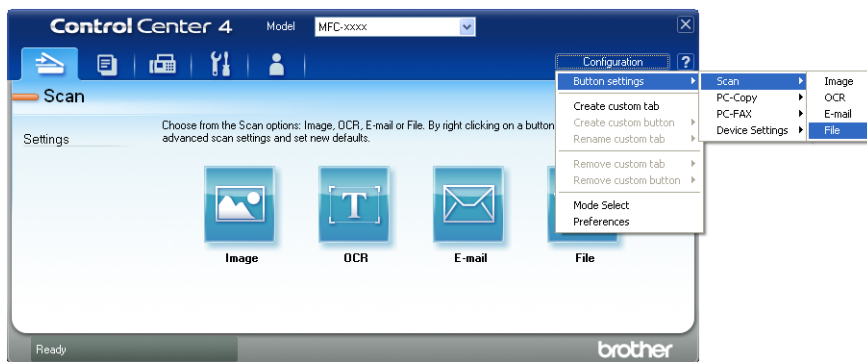 Control Center 4
Model
MFC-xxxx
Configuration
?
Scan
Settings
Choose from the Scan options: Image, OCR, E-mail or File. By right clicking on a button
advanced scan settings and set new defaults.
Image
OCR
E-mail
File
Button settings
Create custom tab
Create custom button
Rename custom tab
Remove custom tab
Remove custom button
Mode Select
Preferences
Scan
PC-Copy
PC-FAX
Device Settings
Image
OCR
E-mail
File
T
Ready
brother